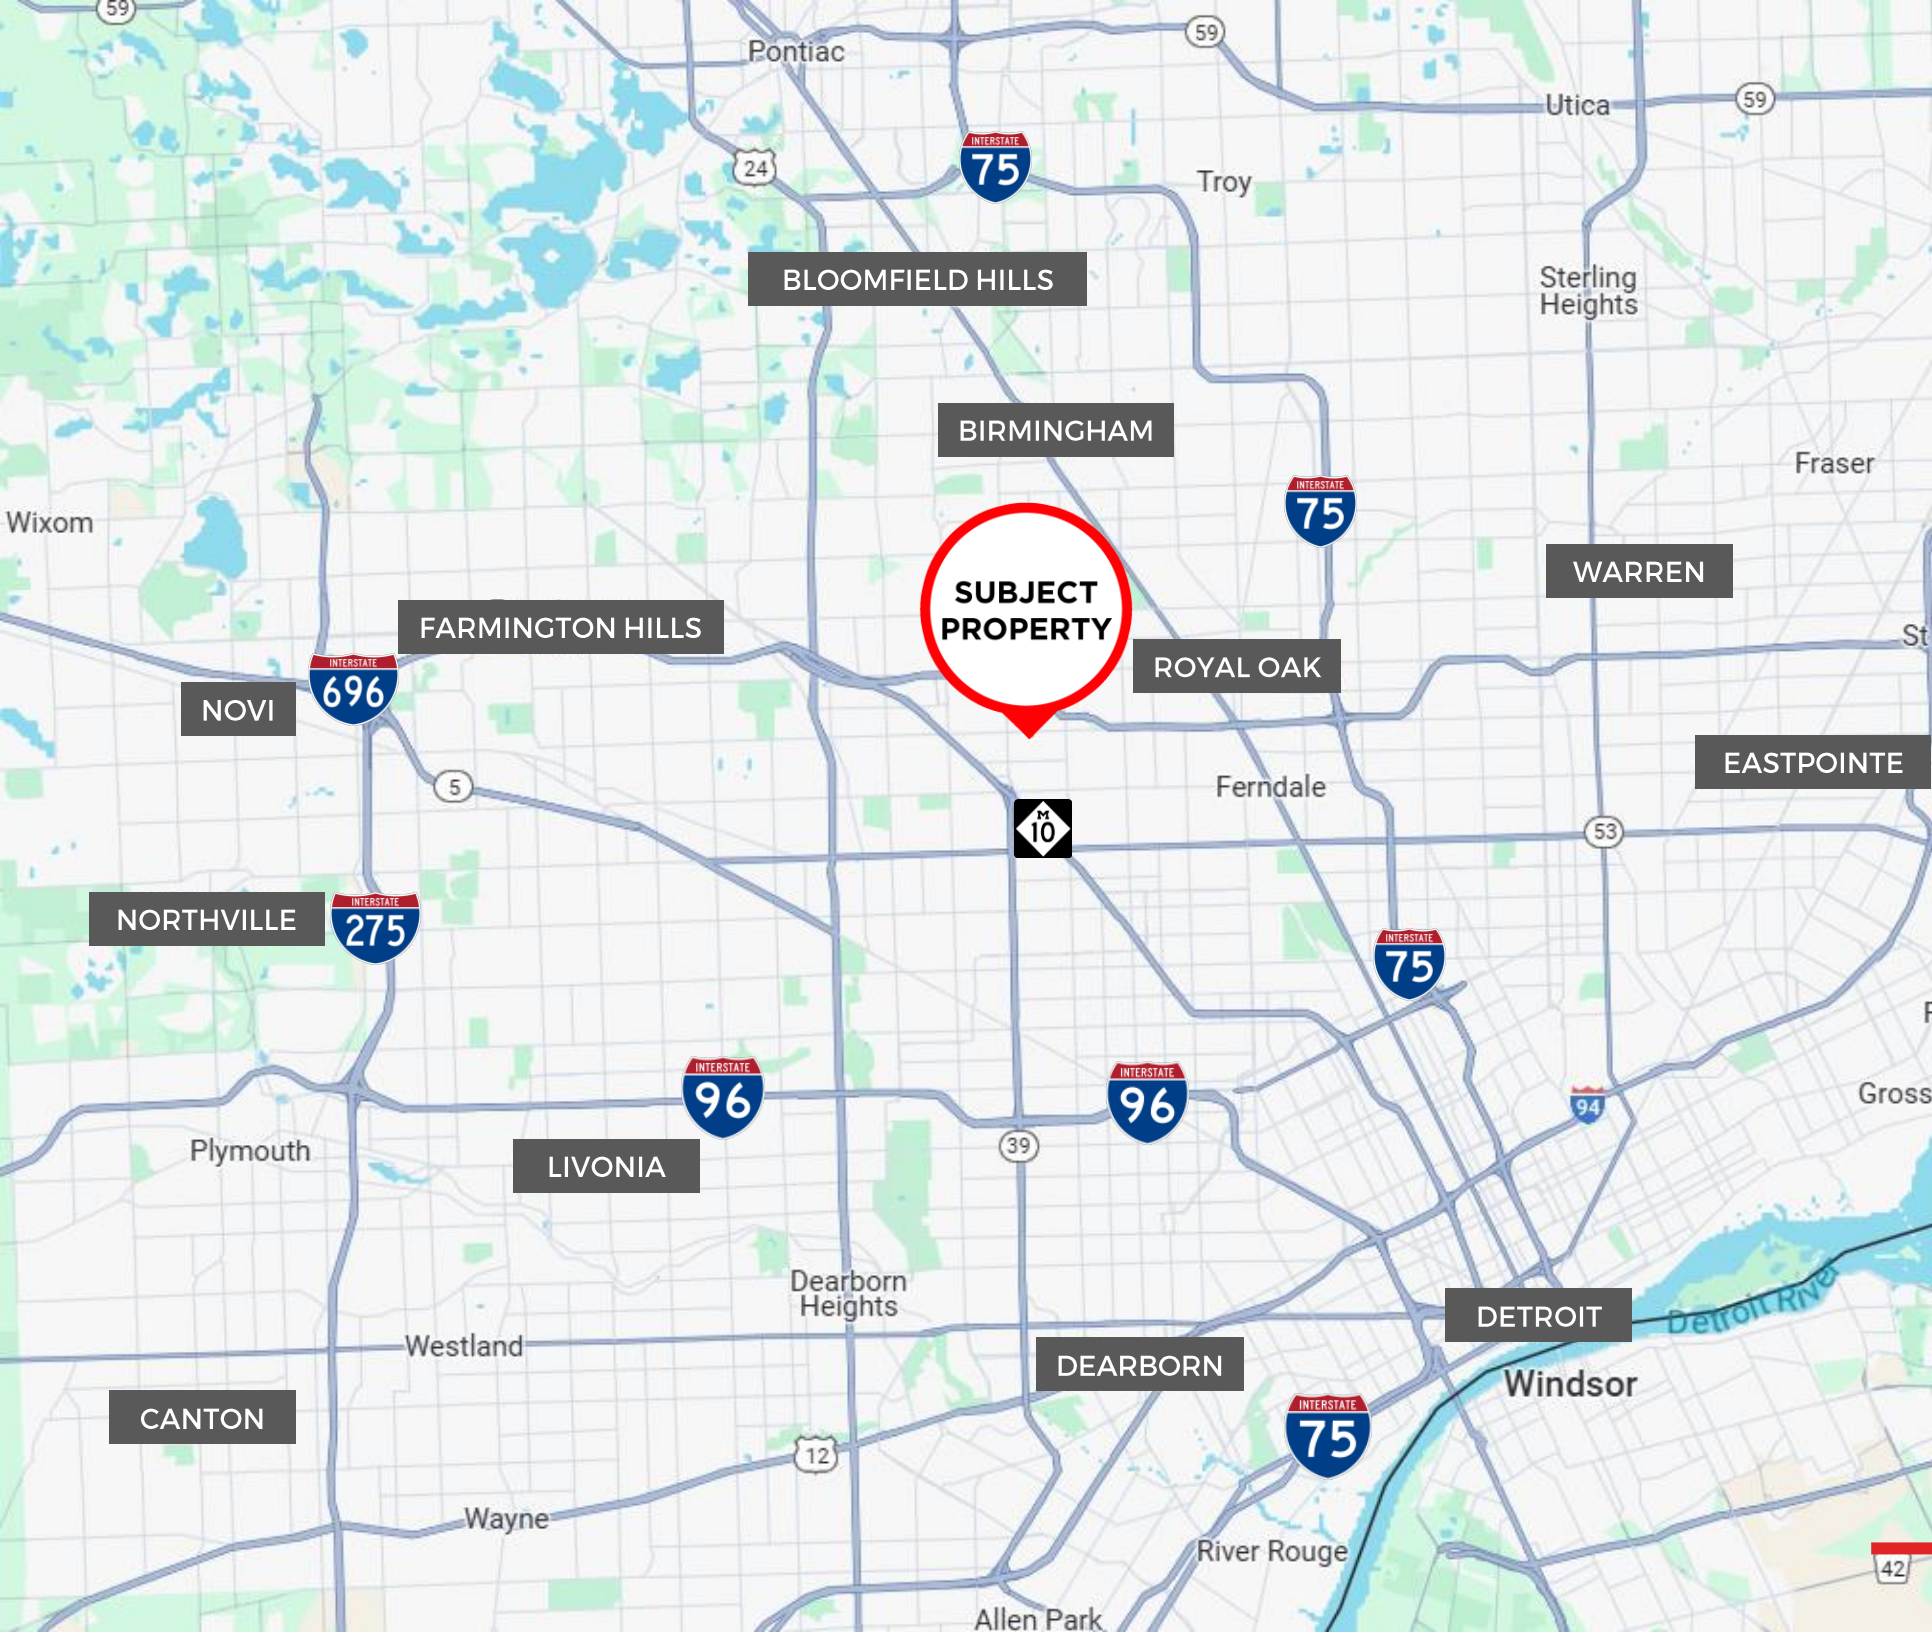 59
Pontiac
59
Utica
59
24
INTERSTATE
75
Troy
BLOOMFIELD HILLS
Sterling
Heights
BIRMINGHAM
Fraser
INTERSTATE
75
Wixom
SUBJECT
PROPERTY
WARREN
FARMINGTON HILLS
St
ROYAL OAK
INTERSTATE
696
NOVI
EASTPOINTE
5
Ferndale
M
10
53
NORTHVILLE
INTERSTATE
275
INTERSTATE
75
INTERSTATE
96
INTERSTATE
96
94
Gross
Plymouth
39
LIVONIA
Dearborn
Heights
Detroit River
DETROIT
Westland
DEARBORN
Windsor
CANTON
INTERSTATE
75
12
Wayne
River Rouge
42
Allen Park